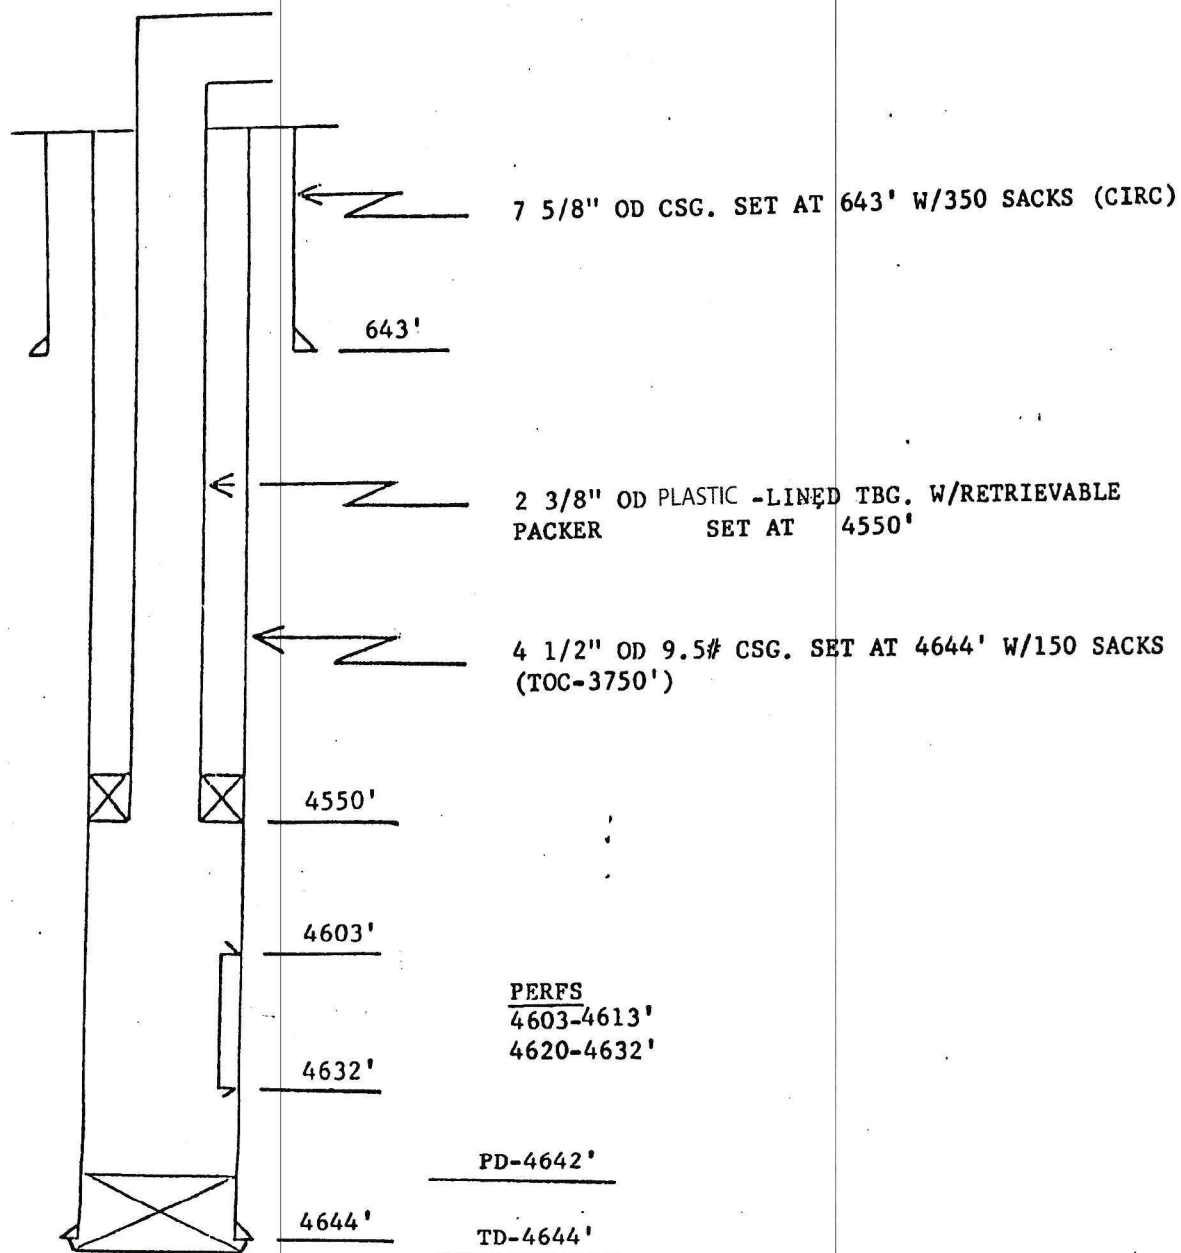 7 5/8" OD CSG. SET AT 643' W/350 SACKS (CIRC)
643'
2 3/8" OD PLASTIC -LINED TBG. W/RETRIEVABLE
PACKER SET AT 4550'
4 1/2" OD 9.5# CSG. SET AT 4644' W/150 SACKS
(TOC-3750')
4550'
4603'
PERFS
4603-4613'
4620-4632'
4632'
PD-4642'
4644'
TD-4644'